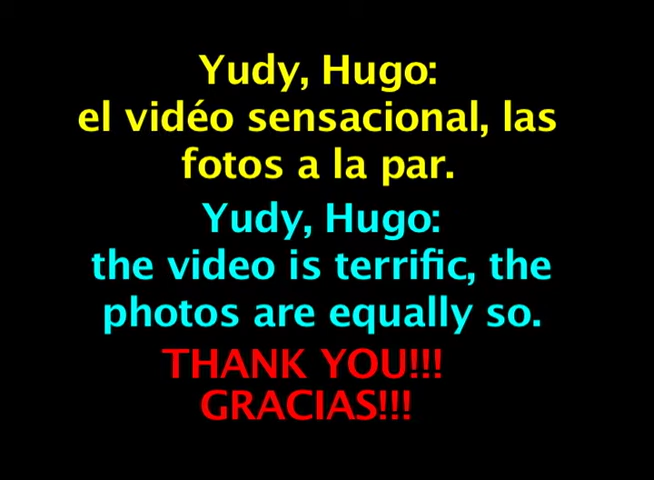 Yudy, Hugo:
el vidéo sensacional, las
fotos a la par.
Yudy, Hugo:
the video is terrific, the
photos are equally so.
THANK YOU!!!
GRACIAS!!!